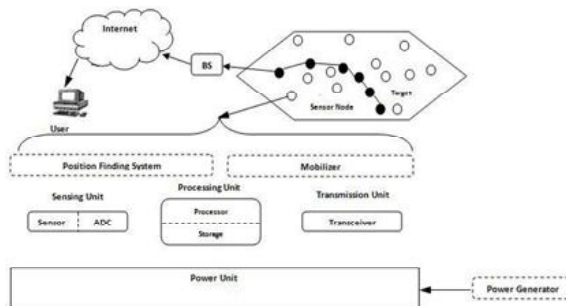 Internet
BS
Target
Sensor Node
User
Position Finding System
Mobilizer
Sensing Unit
Processing Unit
Transmission Unit
Sensor ADC
Processor
Storage
Transceiver
Power Unit
Power Generator